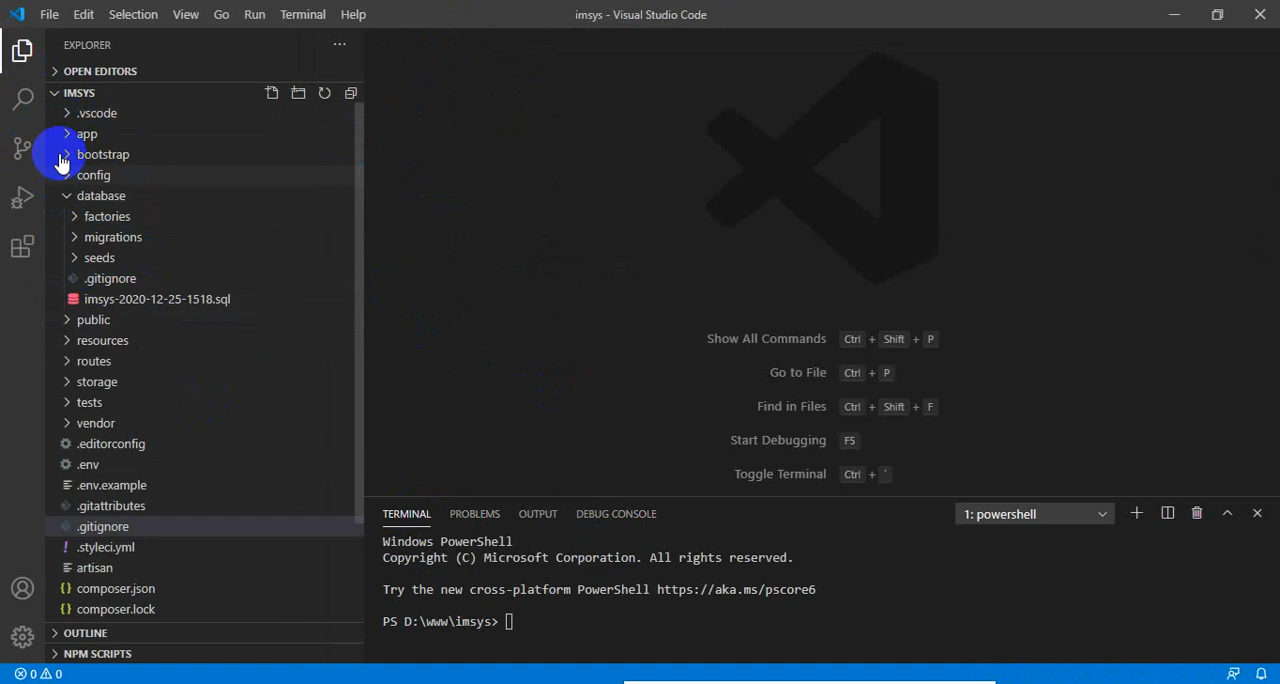 File Edit Selection View Go Run Terminal Help
imsys - Visual Studio Code
EXPLORER
OPEN EDITORS
IMSYS
.vscode
app
bootstrap
config
database
factories
migrations
seeds
.gitignore
imsys-2020-12-25-1518.sql
public
resources
routes
storage
tests
vendor
.editorconfig
.env
.env.example
.gitattributes
.gitignore
.styleci.yml
artisan
composer.json
composer.lock
OUTLINE
NPM SCRIPTS
Show All Commands Ctrl + Shift + P
Go to File Ctrl + P
Find in Files Ctrl + Shift + F
Start Debugging F5
Toggle Terminal Ctrl + `
TERMINAL PROBLEMS OUTPUT DEBUG CONSOLE
1: powershell
Windows PowerShell
Copyright (C) Microsoft Corporation. All rights reserved.
Try the new cross-platform PowerShell https://aka.ms/pscore6
PS D:\www\imsys>
0 0